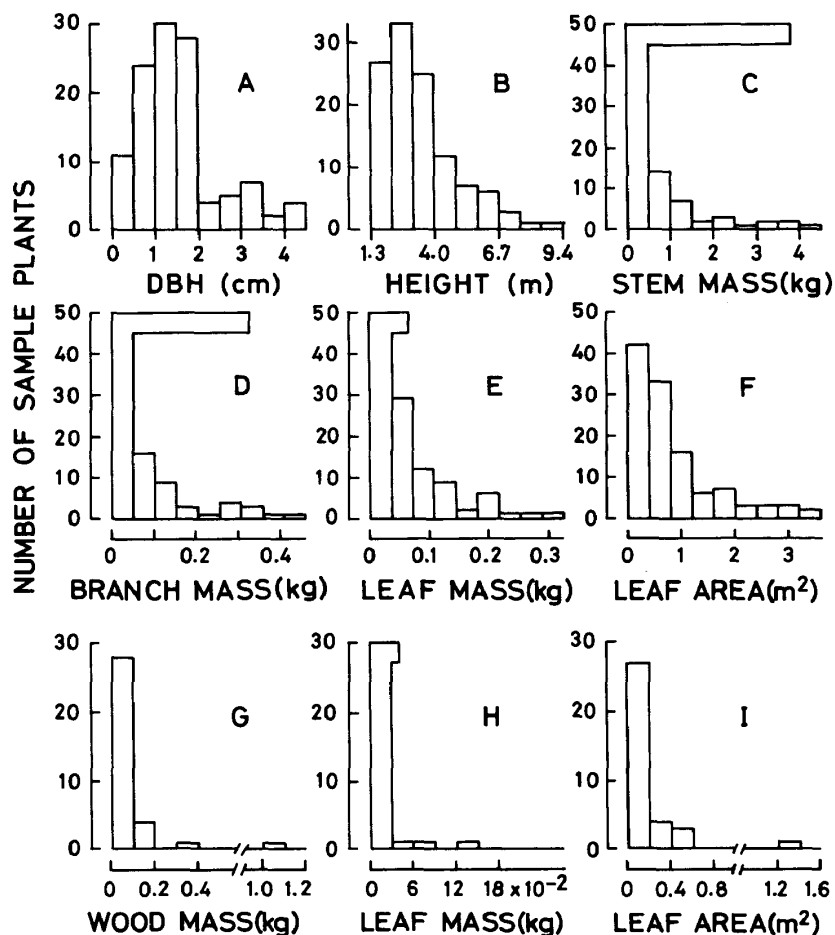 NUMBER OF SAMPLE PLANTS
30
20
10
0
A
0 1 2 3 4
DBH (cm)
30
20
10
0
B
1.3 4.0 6.7 9.4
HEIGHT (m)
50
40
30
20
10
0
C
0 2 4
STEM MASS(kg)
50
40
30
20
10
0
D
0 0.2 0.4
BRANCH MASS(kg)
50
40
30
20
10
0
E
0 0.1 0.2 0.3
LEAF MASS(kg)
50
40
30
20
10
0
F
0 1 2 3
LEAF AREA(m²)
30
20
10
0
G
0 0.2 0.4 1.0 1.2
WOOD MASS(kg)
30
20
10
0
H
0 6 12 18 x10⁻²
LEAF MASS(kg)
30
20
10
0
I
0 0.4 0.8 1.2 1.6
LEAF AREA(m²)